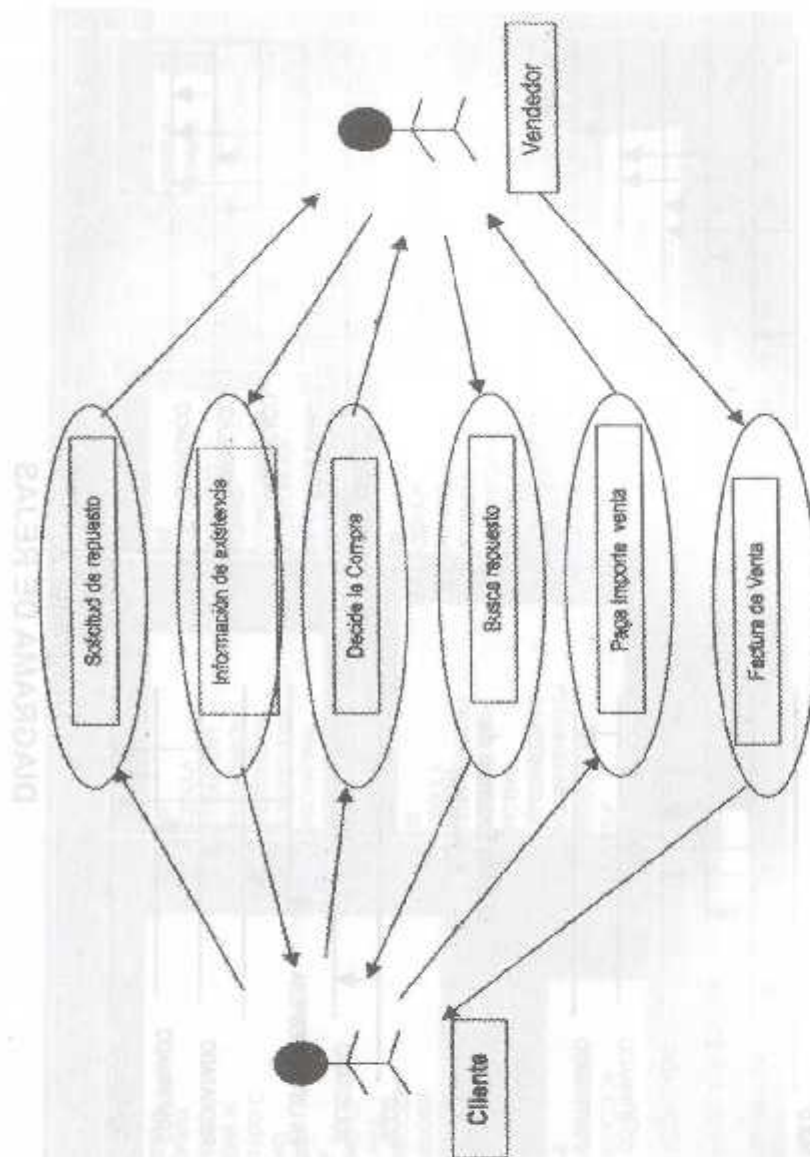 Vendedor
Solicitud de repuesto
Información de existencia
Decide la Compra
Busca repuesto
Paga Importe venta
Factura de Venta
Cliente
DIAGRAMA DE REJAS